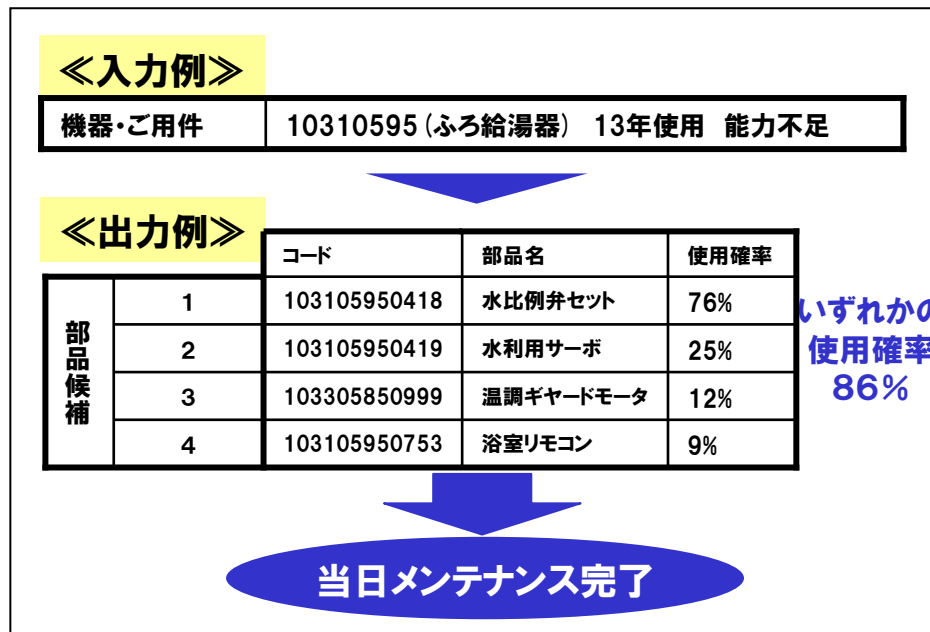 ≪入力例≫
機器・ご用件 10310595(ふろ給湯器) 13年使用 能力不足
≪出力例≫
コード 部品名 使用確率
部品候補
1 103105950418 水比例弁セット 76%
2 103105950419 水利用サーボ 25%
3 103305850999 温調ギヤードモータ 12%
4 103105950753 浴室リモコン 9%
いずれかの
使用確率
86%
当日メンテナンス完了